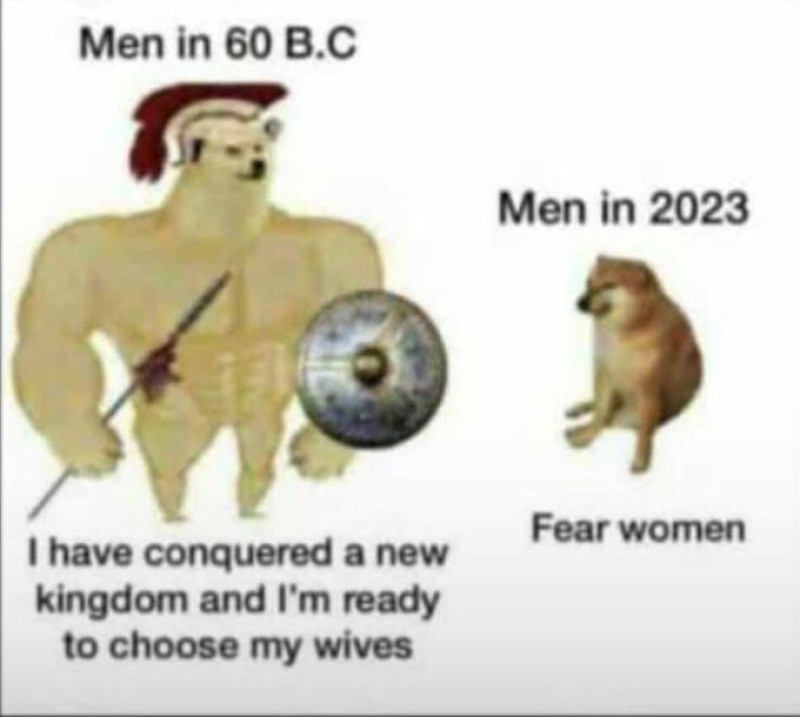 Men in 60 B.C
Men in 2023
I have conquered a new
kingdom and I'm ready
to choose my wives
Fear women